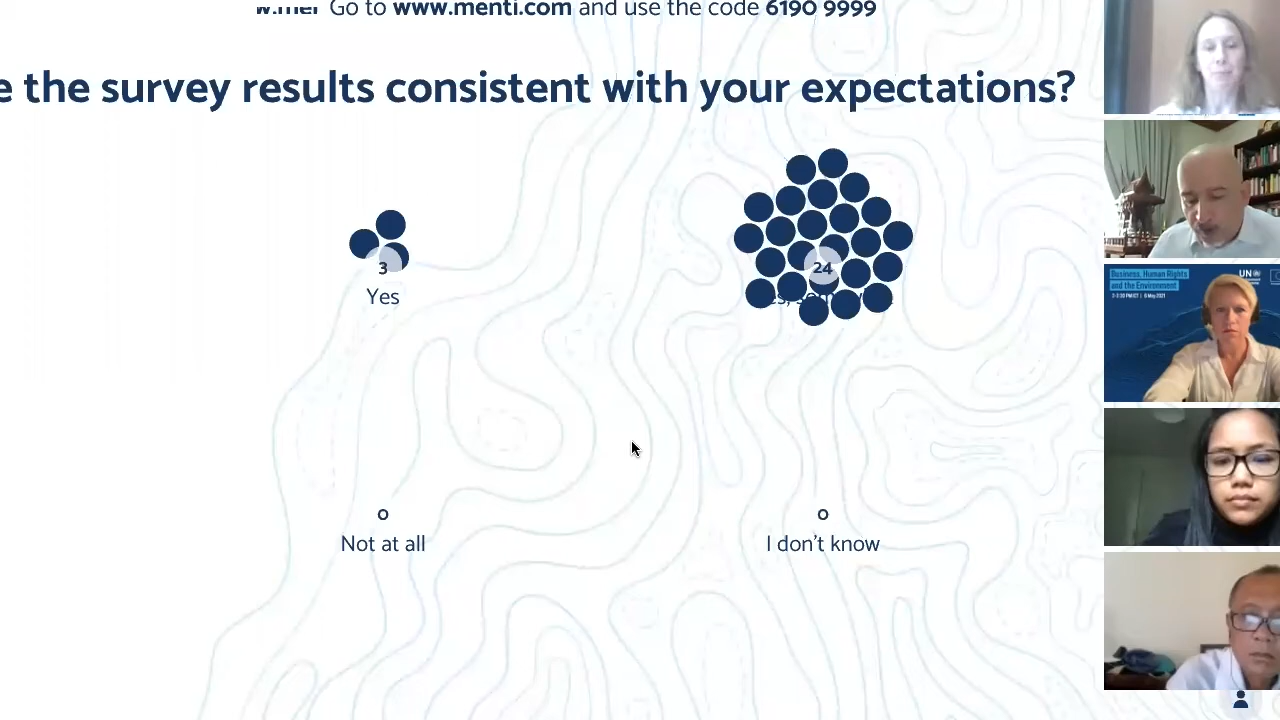 Go to www.menti.com and use the code 6190 9999
e the survey results consistent with your expectations?
3
Yes
24
0
Not at all
0
I don't know
Business, Human Rights
and the Environment
UN